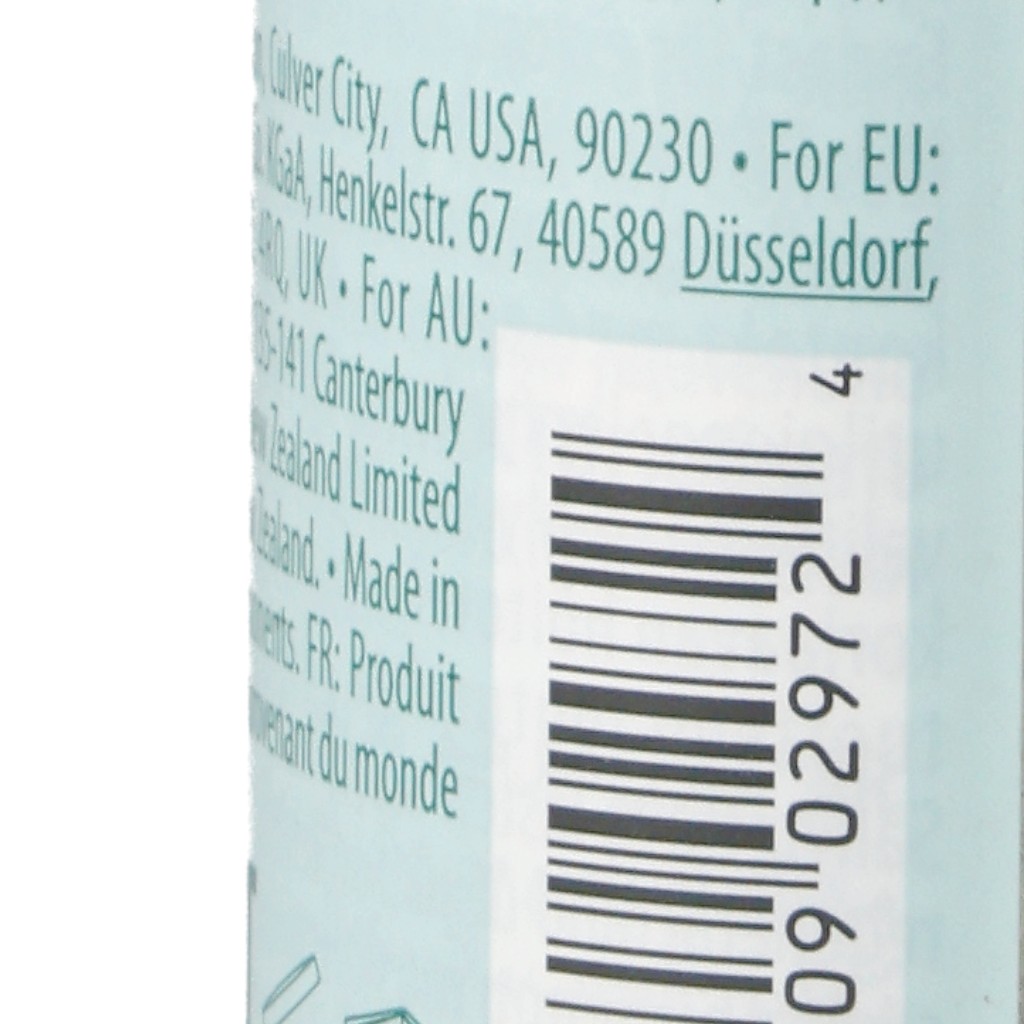 Culver City, CA USA, 90230 • For EU:
KGaA, Henkelstr. 67, 40589 Düsseldorf,
UK • For AU:
-141 Canterbury
Zealand Limited
Zealand. • Made in
FR: Produit
du monde
4
02972
09